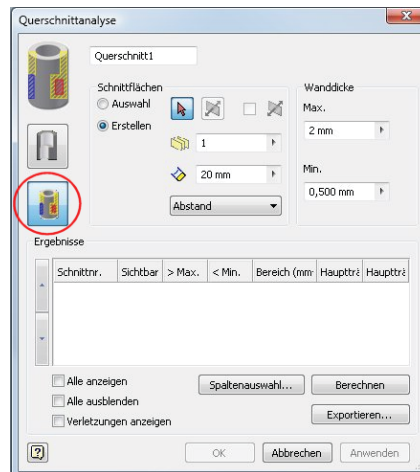 Querschnittanalyse
Querschnitt1
Schnittflächen
Auswahl
Erstellen
1
20 mm
Abstand
Wanddicke
Max.
2 mm
Min.
0,500 mm
Ergebnisse
Schnittnr. Sichtbar > Max. < Min. Bereich (mm Hauptträ Hauptträ
Alle anzeigen
Alle ausblenden
Verletzungen anzeigen
Spaltenauswahl... Berechnen
Exportieren...
OK Abbrechen Anwenden